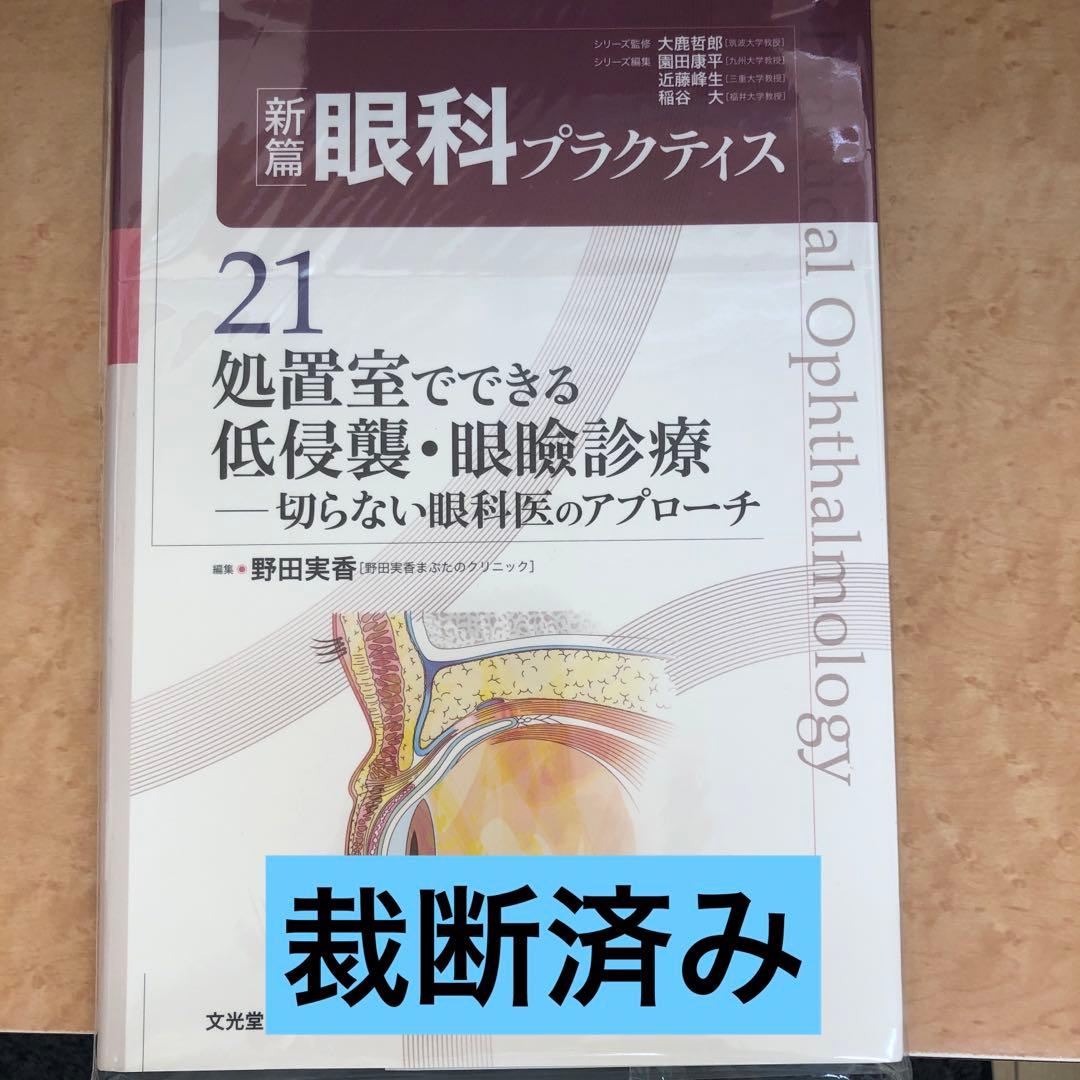 シリーズ監修 大鹿哲郎[筑波大学教授]
シリーズ編集 園田康平[九州大学教授]
近藤峰生[三重大学教授]
稲谷 大[福井大学教授]
新篇 眼科プラクティス
21
処置室でできる
低侵襲・眼瞼診療
―切らない眼科医のアプローチ
編集 ● 野田実香[野田実香まぶたのクリニック]
Ophthalmology
裁断済み
文光堂